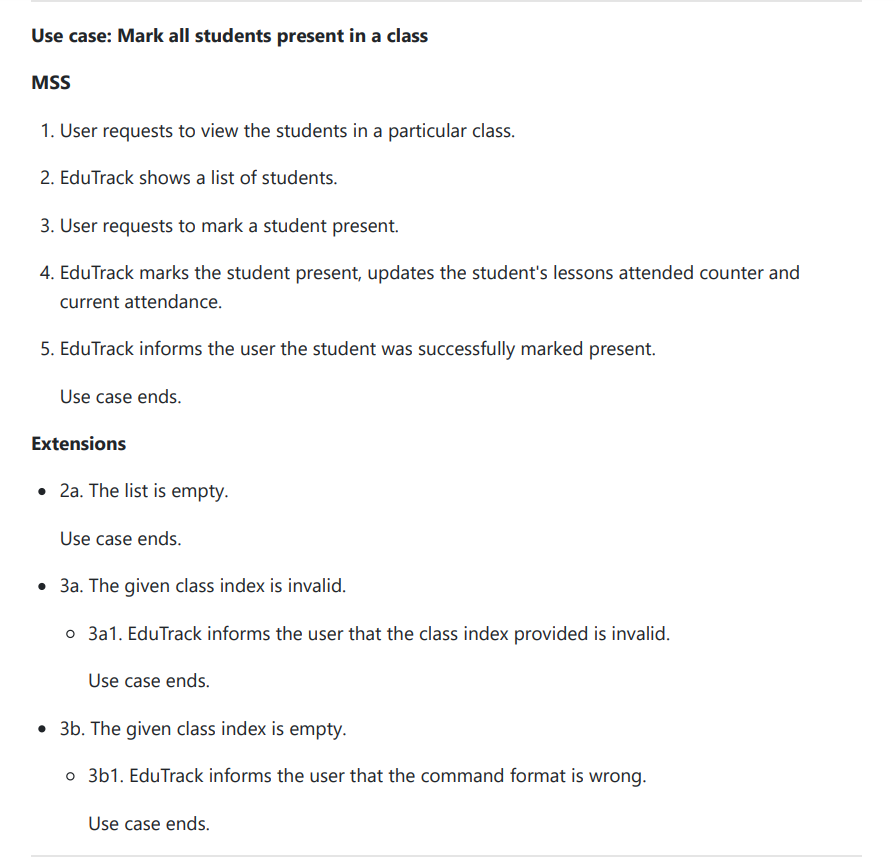 Use case: Mark all students present in a class
MSS
1. User requests to view the students in a particular class.
2. EduTrack shows a list of students.
3. User requests to mark a student present.
4. EduTrack marks the student present, updates the student's lessons attended counter and
current attendance.
5. EduTrack informs the user the student was successfully marked present.
Use case ends.
Extensions
• 2a. The list is empty.
Use case ends.
• 3a. The given class index is invalid.
○ 3a1. EduTrack informs the user that the class index provided is invalid.
Use case ends.
• 3b. The given class index is empty.
○ 3b1. EduTrack informs the user that the command format is wrong.
Use case ends.